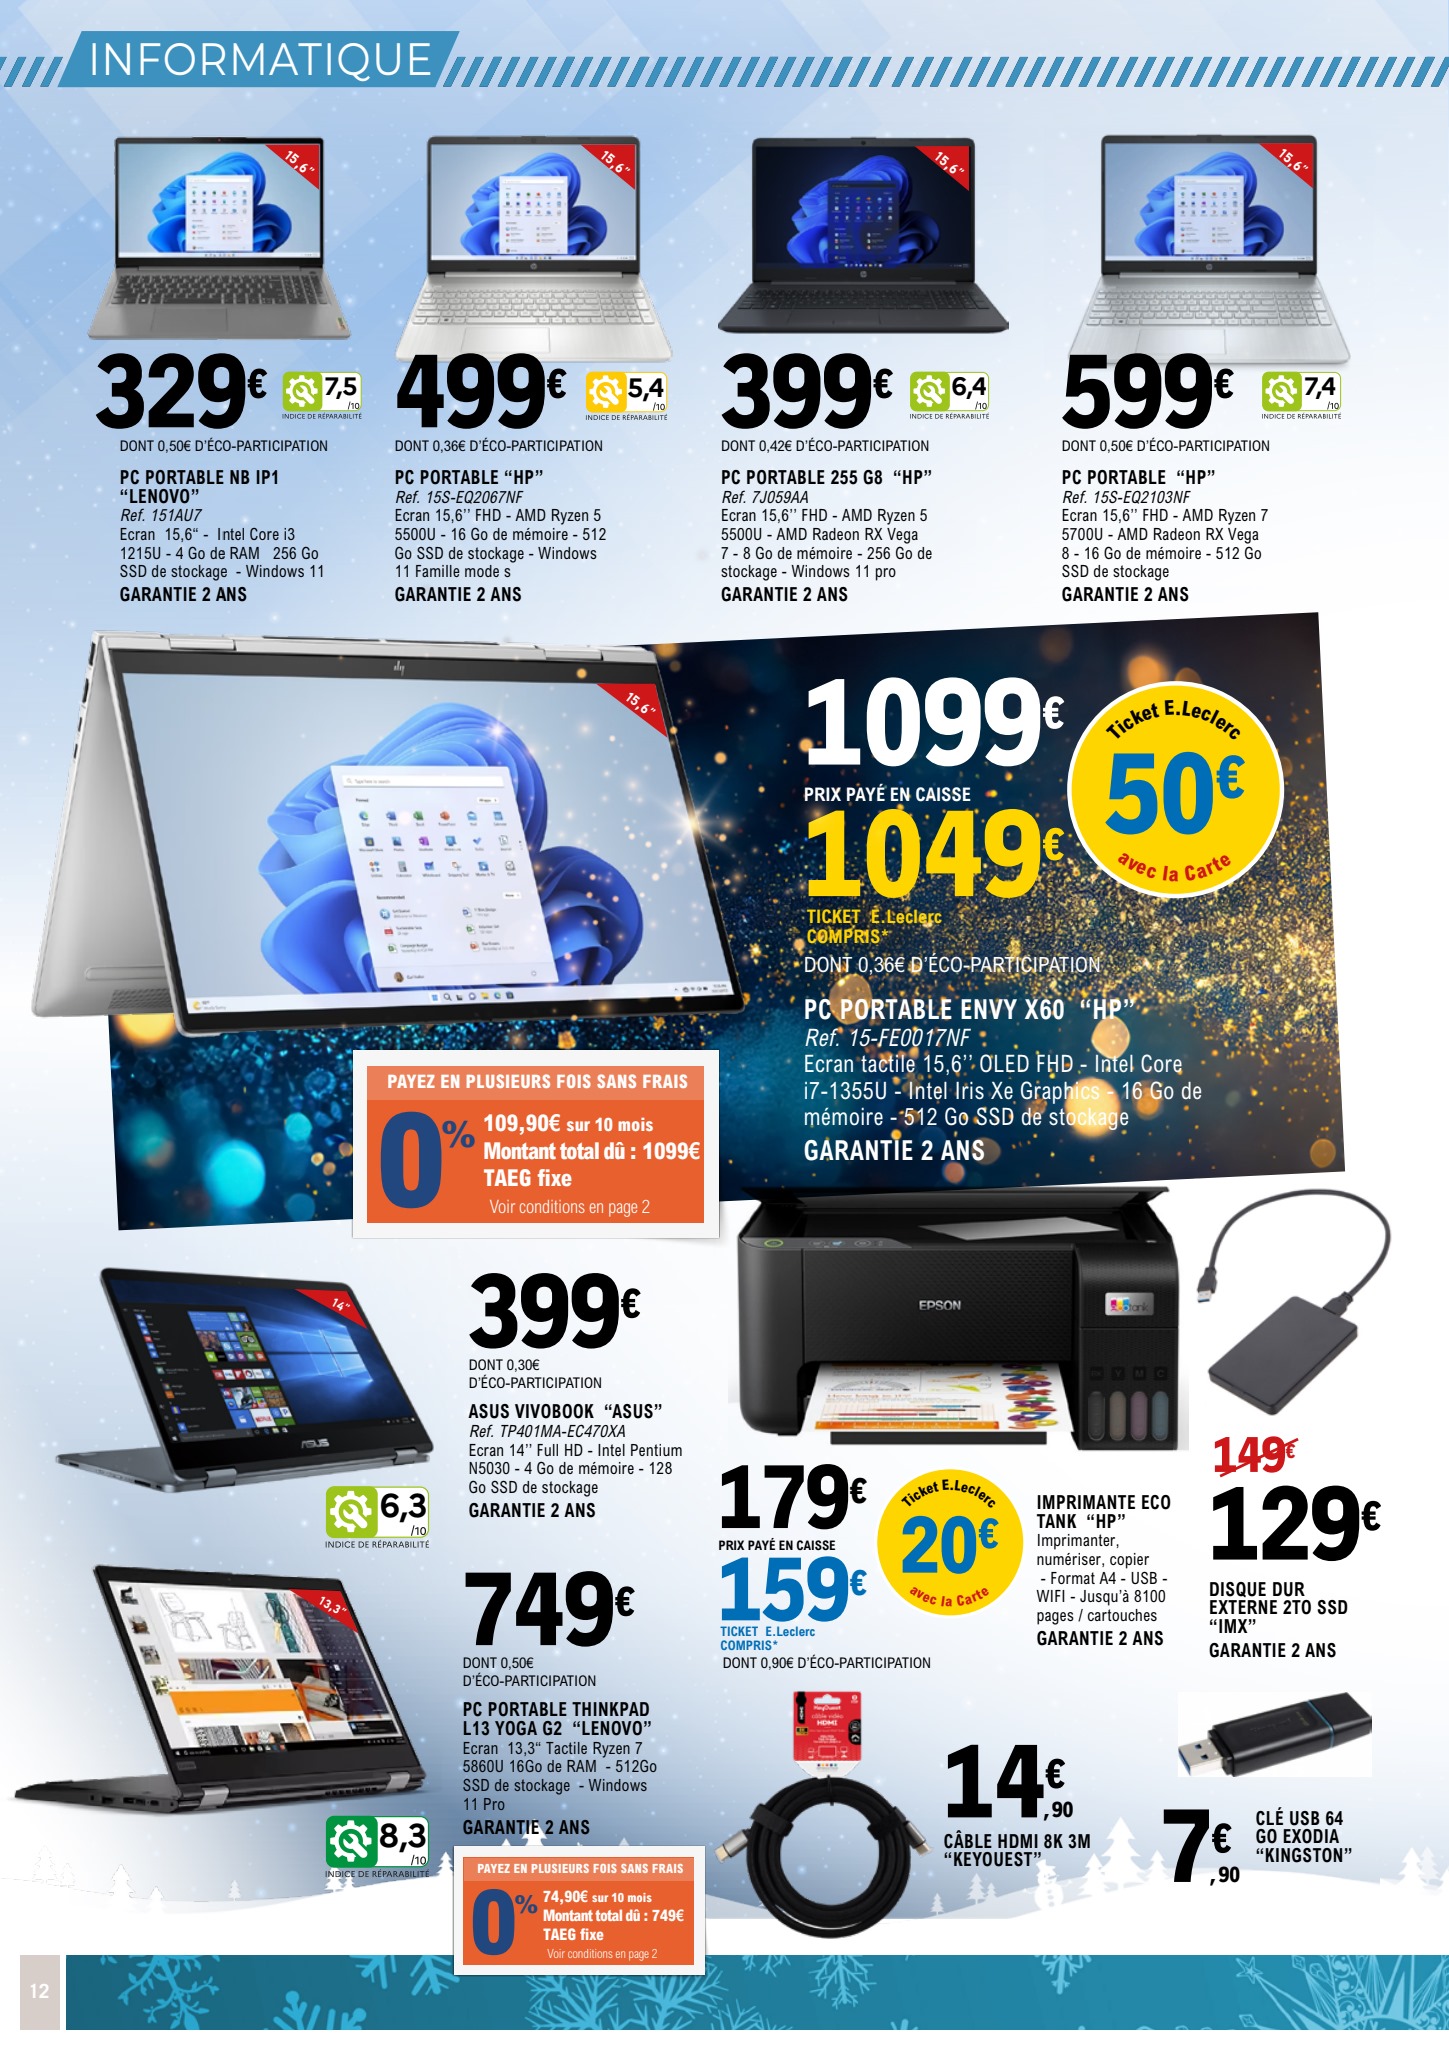 INFORMATIQUE
15,6"
15,6"
15,6"
15,6"
329€
7,5
/10
INDICE DE RÉPARABILITÉ
DONT 0,50€ D'ÉCO-PARTICIPATION
PC PORTABLE NB IP1
“LENOVO”
Ref. 151AU7
Ecran 15,6“ - Intel Core i3
1215U - 4 Go de RAM 256 Go
SSD de stockage - Windows 11
GARANTIE 2 ANS
499€
5,4
/10
INDICE DE RÉPARABILITÉ
DONT 0,36€ D'ÉCO-PARTICIPATION
PC PORTABLE “HP”
Ref. 15S-EQ2067NF
Ecran 15,6’’ FHD - AMD Ryzen 5
5500U - 16 Go de mémoire - 512
Go SSD de stockage - Windows
11 Famille mode s
GARANTIE 2 ANS
399€
6,4
/10
INDICE DE RÉPARABILITÉ
DONT 0,42€ D'ÉCO-PARTICIPATION
PC PORTABLE 255 G8 “HP”
Ref. 7J059AA
Ecran 15,6’’ FHD - AMD Ryzen 5
5500U - AMD Radeon RX Vega
7 - 8 Go de mémoire - 256 Go de
stockage - Windows 11 pro
GARANTIE 2 ANS
599€
7,4
/10
INDICE DE RÉPARABILITÉ
DONT 0,50€ D'ÉCO-PARTICIPATION
PC PORTABLE “HP”
Ref. 15S-EQ2103NF
Ecran 15,6’’ FHD - AMD Ryzen 7
5700U - AMD Radeon RX Vega
8 - 16 Go de mémoire - 512 Go
SSD de stockage
GARANTIE 2 ANS
15,6"
1099€
PRIX PAYÉ EN CAISSE
1049€
TICKET E.Leclerc
COMPRIS*
Ticket E.Leclerc
50€
avec la Carte
DONT 0,36€ D'ÉCO-PARTICIPATION
PC PORTABLE ENVY X60 “HP”
Ref. 15-FE0017NF
Ecran tactile 15,6’’ OLED FHD - Intel Core
i7-1355U - Intel Iris Xe Graphics - 16 Go de
mémoire - 512 Go SSD de stockage
GARANTIE 2 ANS
PAYEZ EN PLUSIEURS FOIS SANS FRAIS
0%
109,90€ sur 10 mois
Montant total dû : 1099€
TAEG fixe
Voir conditions en page 2
14"
ASUS
6,3
/10
INDICE DE RÉPARABILITÉ
399€
DONT 0,30€
D'ÉCO-PARTICIPATION
ASUS VIVOBOOK “ASUS”
Ref. TP401MA-EC470XA
Ecran 14’’ Full HD - Intel Pentium
N5030 - 4 Go de mémoire - 128
Go SSD de stockage
GARANTIE 2 ANS
EPSON
179€
PRIX PAYÉ EN CAISSE
159€
TICKET E.Leclerc
COMPRIS*
DONT 0,90€ D'ÉCO-PARTICIPATION
Ticket E.Leclerc
20€
avec la Carte
IMPRIMANTE ECO
TANK “HP”
Imprimanter,
numériser, copier
- Format A4 - USB -
WIFI - Jusqu'à 8100
pages / cartouches
GARANTIE 2 ANS
149€
129€
DISQUE DUR
EXTERNE 2TO SSD
“IMX”
GARANTIE 2 ANS
13,3"
8,3
/10
INDICE DE RÉPARABILITÉ
749€
DONT 0,50€
D'ÉCO-PARTICIPATION
PC PORTABLE THINKPAD
L13 YOGA G2 “LENOVO”
Ecran 13,3“ Tactile Ryzen 7
5860U 16Go de RAM - 512Go
SSD de stockage - Windows
11 Pro
GARANTIE 2 ANS
PAYEZ EN PLUSIEURS FOIS SANS FRAIS
0%
74,90€ sur 10 mois
Montant total dû : 749€
TAEG fixe
Voir conditions en page 2
HDMI
14€,90
CÂBLE HDMI 8K 3M
“KEYOUEST”
7€,90
CLÉ USB 64
GO EXODIA
“KINGSTON”
12